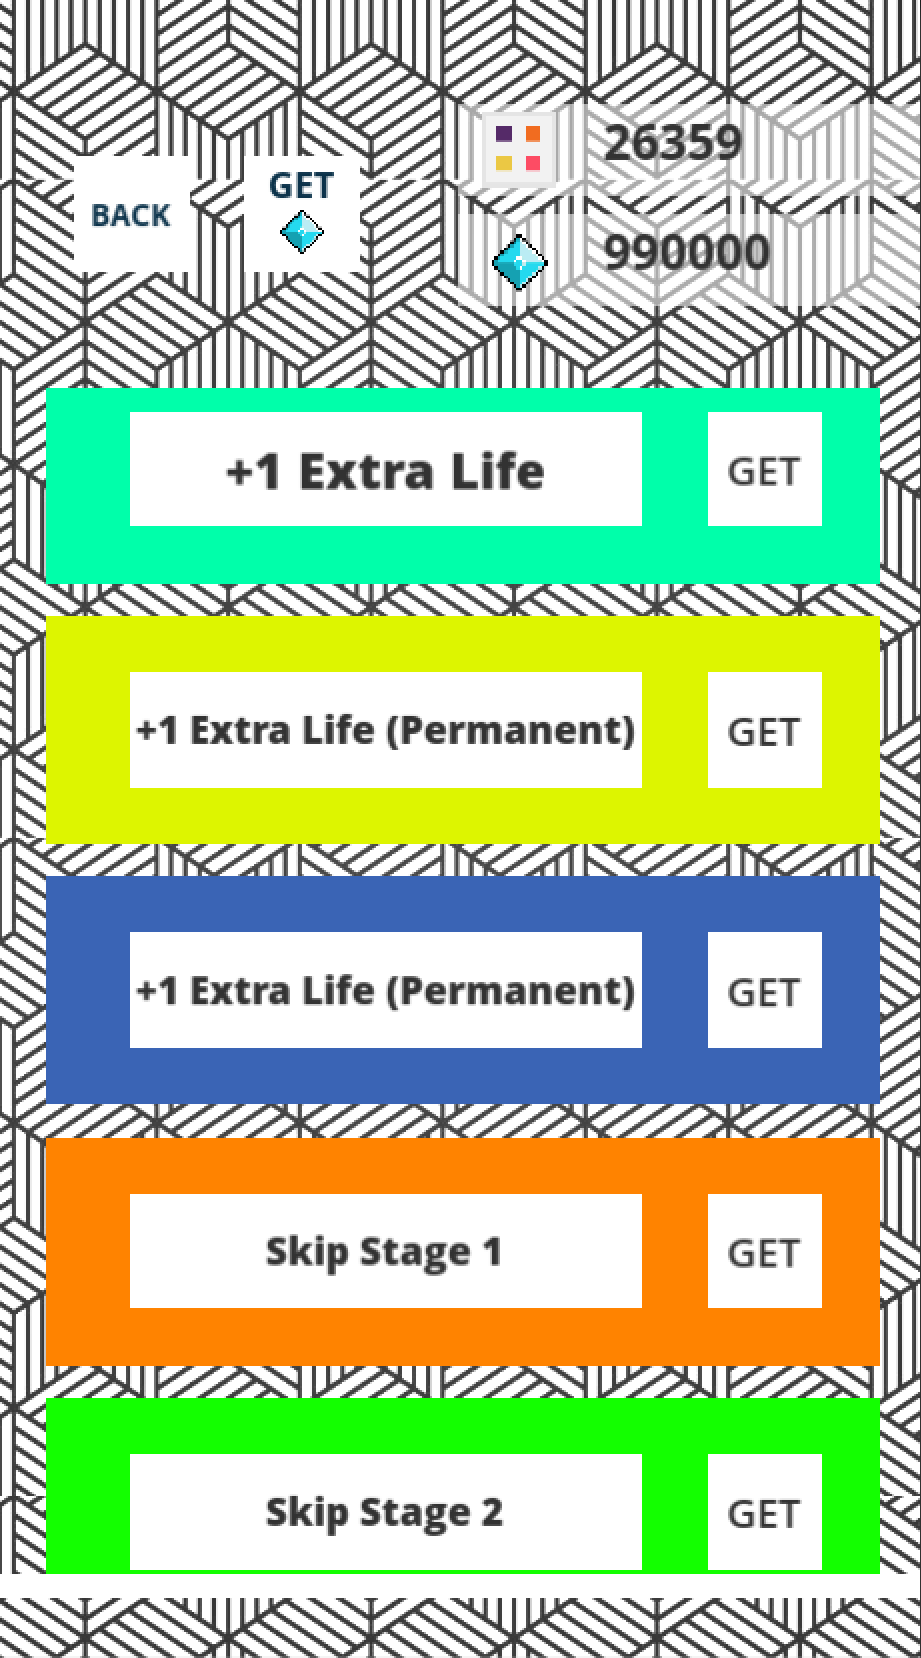 26359
BACK
GET
990000
+1 Extra Life
GET
+1 Extra Life (Permanent)
GET
+1 Extra Life (Permanent)
GET
Skip Stage 1
GET
Skip Stage 2
GET